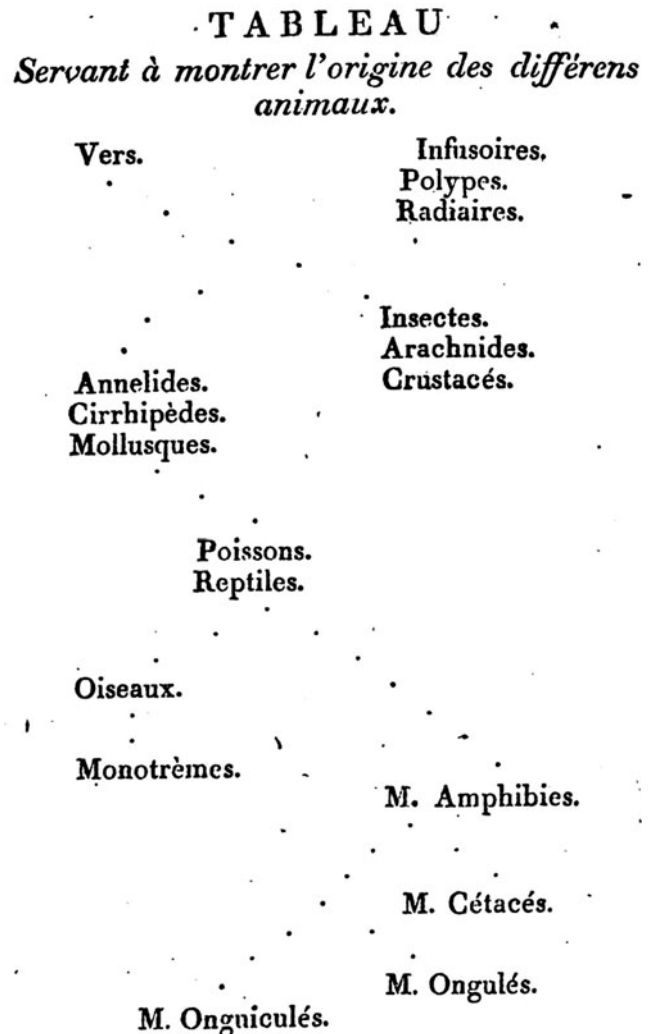 TABLEAU
Servant à montrer l'origine des différens
animaux.
Vers.
Infusoires.
Polypes.
Radiaires.
Insectes.
Arachnides.
Crustacés.
Annelides.
Cirrhipèdes.
Mollusques.
Poissons.
Reptiles.
Oiseaux.
Monotrèmes.
M. Amphibies.
M. Cétacés.
M. Ongulés.
M. Onguiculés.